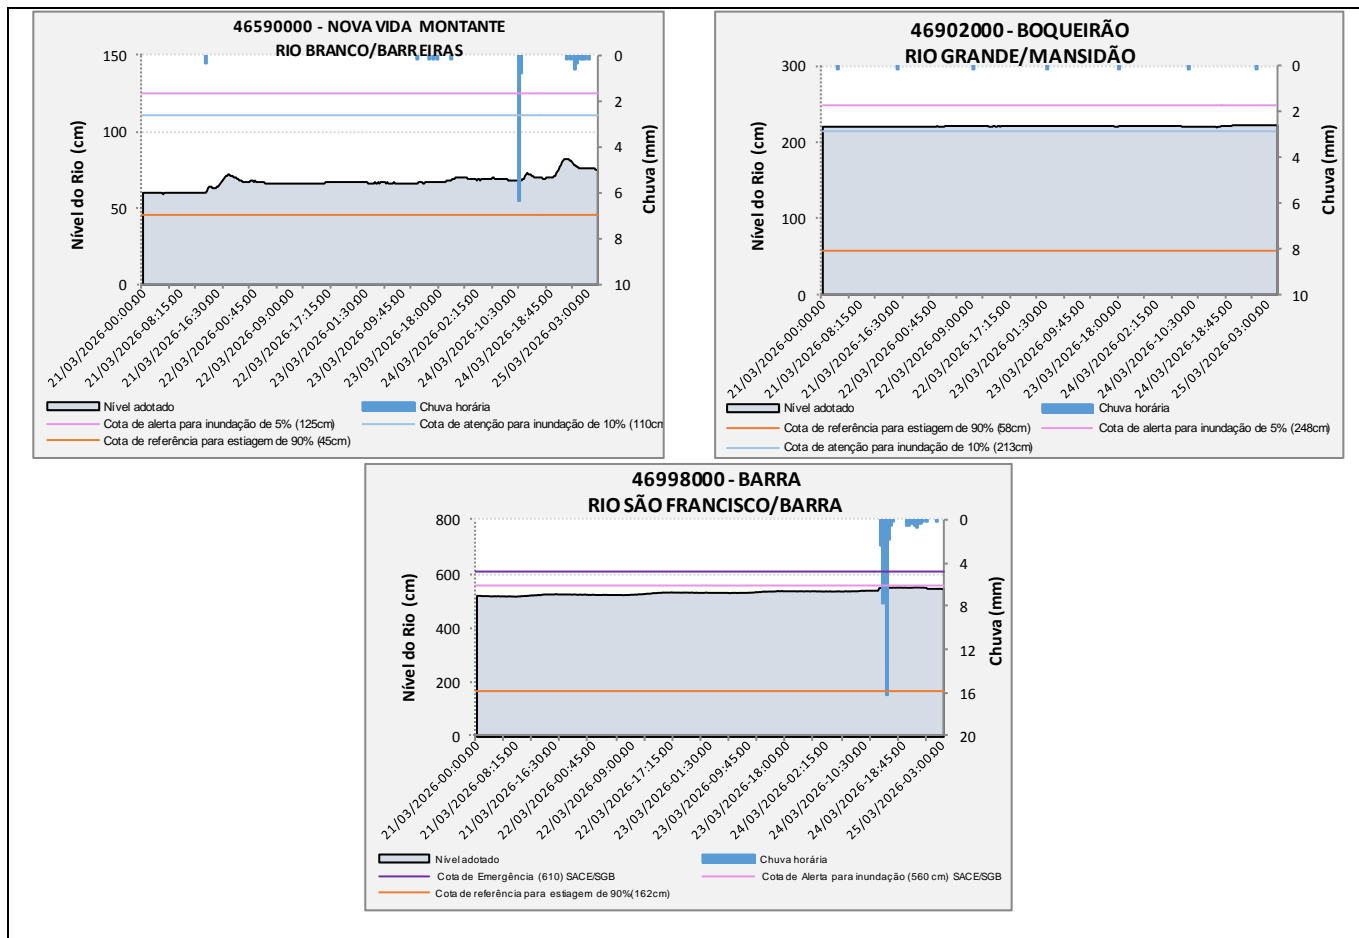 46590000 - NOVA VIDA MONTANTE
RIO BRANCO/BARREIRAS
Nível do Rio (cm)
150
100
50
0
Chuva (mm)
0
2
4
6
8
10
21/03/2026-00:00:00
21/03/2026-08:15:00
21/03/2026-16:30:00
22/03/2026-00:45:00
22/03/2026-09:00:00
22/03/2026-17:15:00
23/03/2026-01:30:00
23/03/2026-09:45:00
23/03/2026-18:00:00
24/03/2026-02:15:00
24/03/2026-10:30:00
24/03/2026-18:45:00
25/03/2026-03:00:00
Nível adotado
Chuva horária
Cota de alerta para inundação de 5% (125cm)
Cota de atenção para inundação de 10% (110cm
Cota de referência para estiagem de 90% (45cm)
46902000 - BOQUEIRÃO
RIO GRANDE/MANSIDÃO
Nível do Rio (cm)
300
200
100
0
Chuva (mm)
0
2
4
6
8
10
21/03/2026-00:00:00
21/03/2026-08:15:00
21/03/2026-16:30:00
22/03/2026-00:45:00
22/03/2026-09:00:00
22/03/2026-17:15:00
23/03/2026-01:30:00
23/03/2026-09:45:00
23/03/2026-18:00:00
24/03/2026-02:15:00
24/03/2026-10:30:00
24/03/2026-18:45:00
25/03/2026-03:00:00
Nível adotado
Chuva horária
Cota de referência para estiagem de 90% (58cm)
Cota de alerta para inundação de 5% (248cm)
Cota de atenção para inundação de 10% (213cm)
46998000 - BARRA
RIO SÃO FRANCISCO/BARRA
Nível do Rio (cm)
800
600
400
200
0
Chuva (mm)
0
4
8
12
16
20
21/03/2026-00:00:00
21/03/2026-08:15:00
21/03/2026-16:30:00
22/03/2026-00:45:00
22/03/2026-09:00:00
22/03/2026-17:15:00
23/03/2026-01:30:00
23/03/2026-09:45:00
23/03/2026-18:00:00
24/03/2026-02:15:00
24/03/2026-10:30:00
24/03/2026-18:45:00
25/03/2026-03:00:00
Nível adotado
Chuva horária
Cota de Emergência (610) SACE/SGB
Cota de Alerta para inundação (560 cm) SACE/SGB
Cota de referência para estiagem de 90%(162cm)